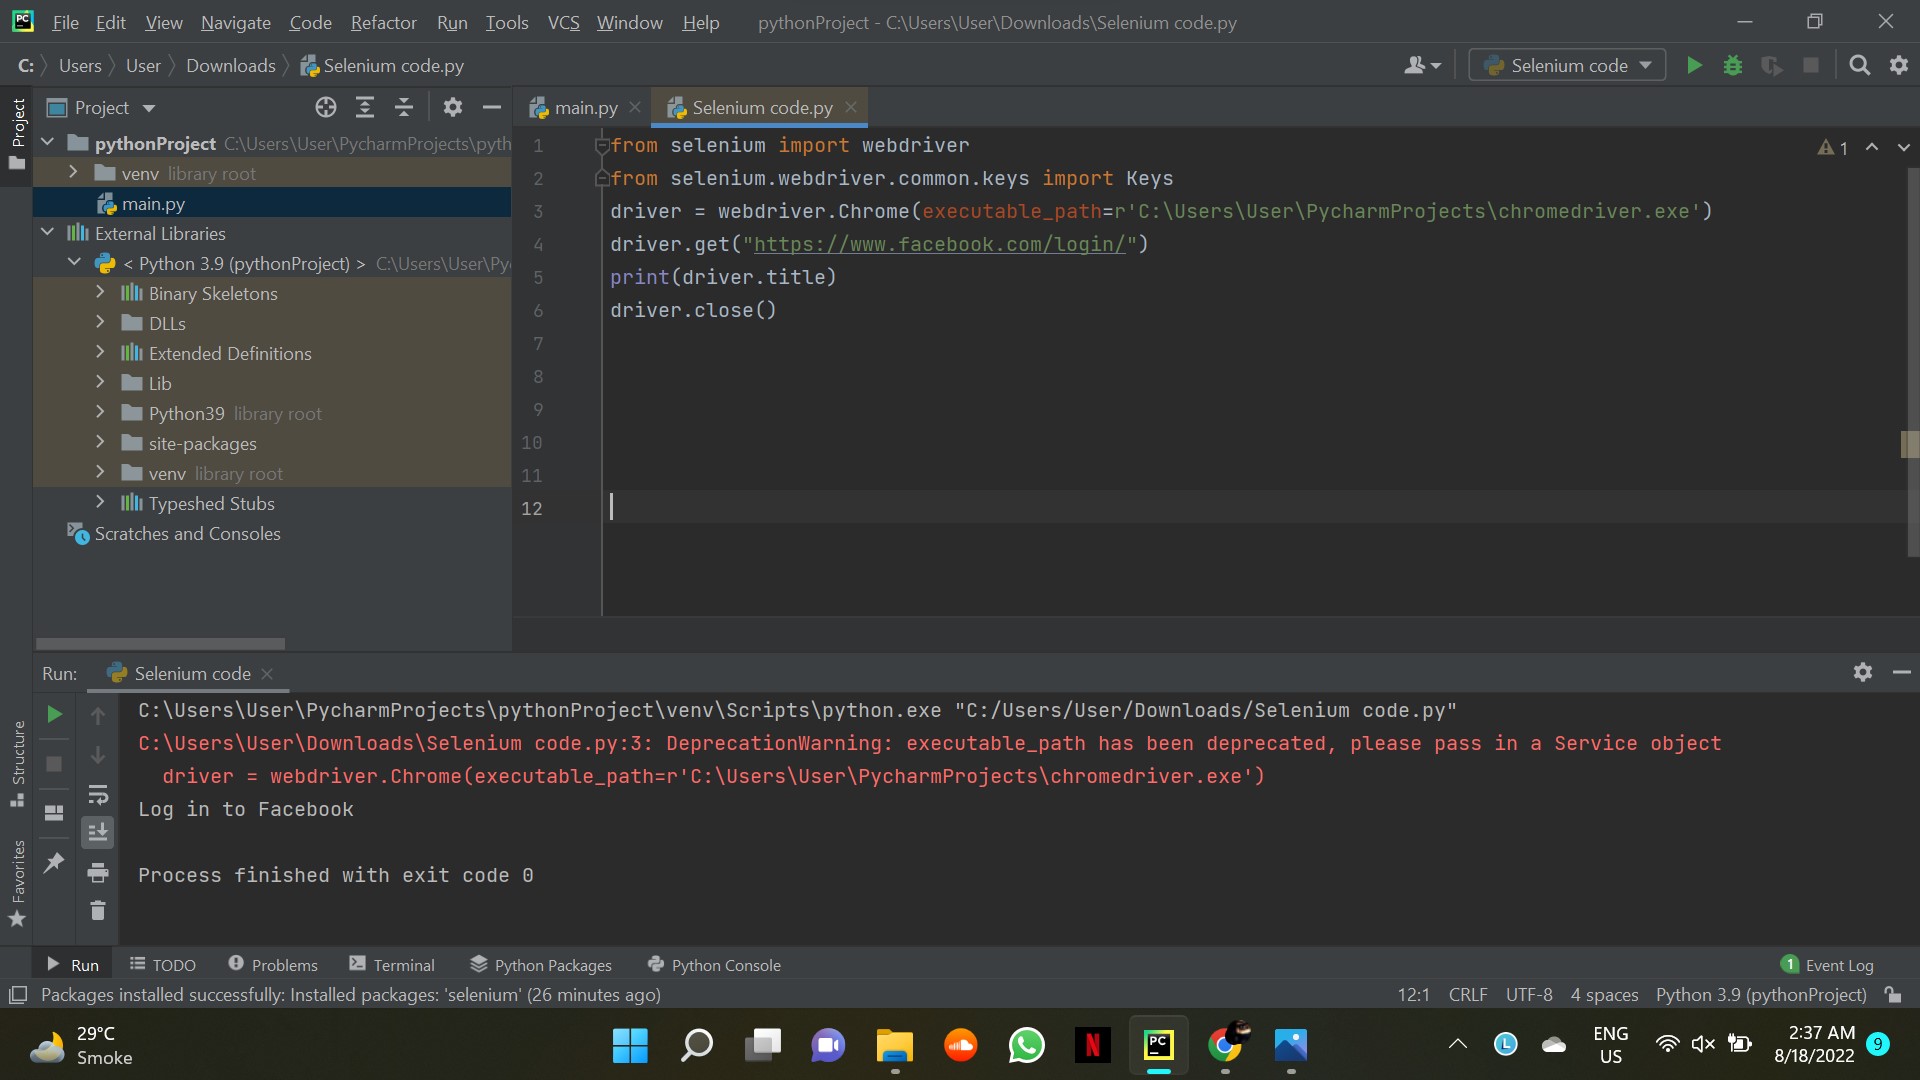 File Edit View Navigate Code Refactor Run Tools VCS Window Help pythonProject - C:\Users\User\Downloads\Selenium code.py
C: Users User Downloads Selenium code.py Selenium code
Project
Project
main.py Selenium code.py
pythonProject C:\Users\User\PycharmProjects\pyth
venv library root
main.py
External Libraries
< Python 3.9 (pythonProject) > C:\Users\User\Py
Binary Skeletons
DLLs
Extended Definitions
Lib
Python39 library root
site-packages
venv library root
Typeshed Stubs
Scratches and Consoles
1 from selenium import webdriver
2 from selenium.webdriver.common.keys import Keys
3 driver = webdriver.Chrome(executable_path=r'C:\Users\User\PycharmProjects\chromedriver.exe')
4 driver.get("https://www.facebook.com/login/")
5 print(driver.title)
6 driver.close()
7
8
9
10
11
12
1
Run: Selenium code
C:\Users\User\PycharmProjects\pythonProject\venv\Scripts\python.exe "C:/Users/User/Downloads/Selenium code.py"
C:\Users\User\Downloads\Selenium code.py:3: DeprecationWarning: executable_path has been deprecated, please pass in a Service object
driver = webdriver.Chrome(executable_path=r'C:\Users\User\PycharmProjects\chromedriver.exe')
Log in to Facebook
Process finished with exit code 0
Structure
Favorites
Run TODO Problems Terminal Python Packages Python Console 1 Event Log
Packages installed successfully: Installed packages: 'selenium' (26 minutes ago) 12:1 CRLF UTF-8 4 spaces Python 3.9 (pythonProject)
29°C
Smoke
PC
N
L
ENG
US
2:37 AM
8/18/2022
9